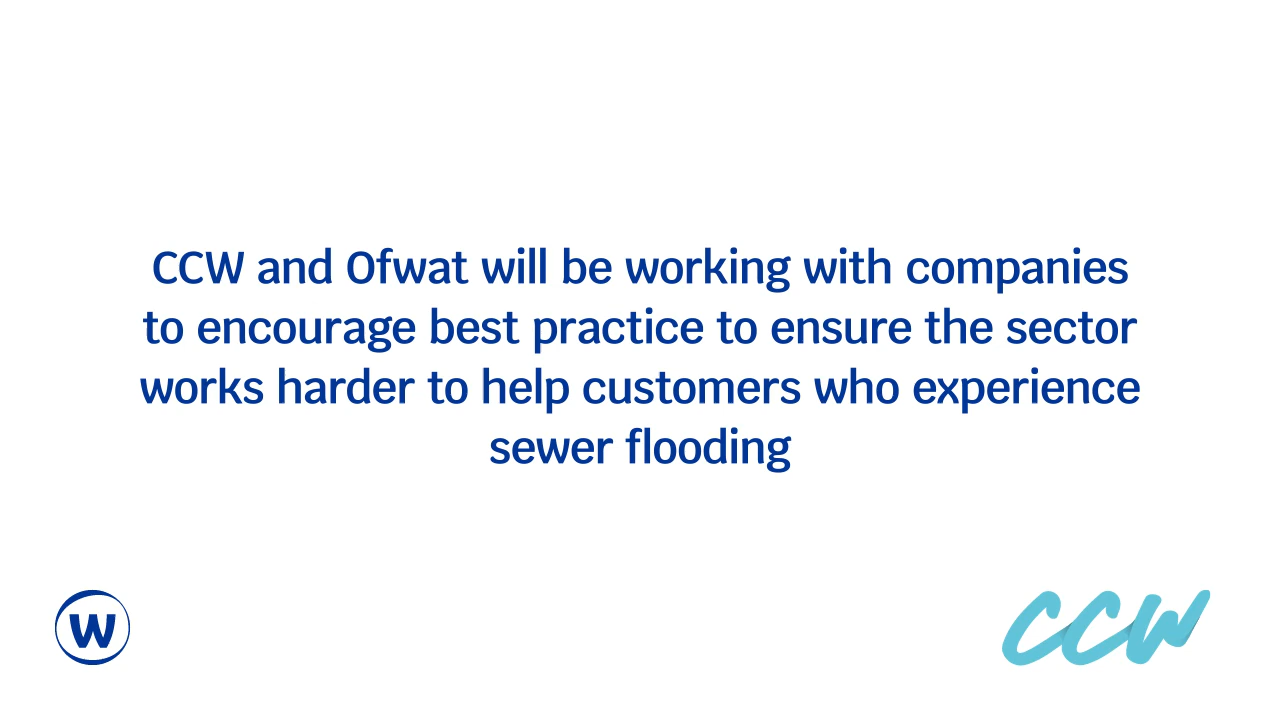 CCW and Ofwat will be working with companies
to encourage best practice to ensure the sector
works harder to help customers who experience
sewer flooding
W
CCW